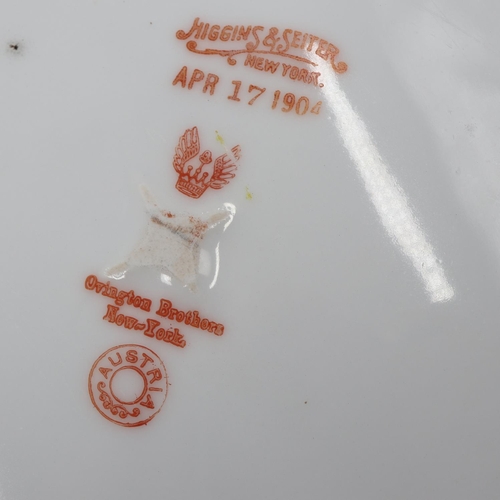 HIGGINS & SEITER
NEW YORK.
APR 17 1904
Ovington Brothers
New-York.
AUSTRIA